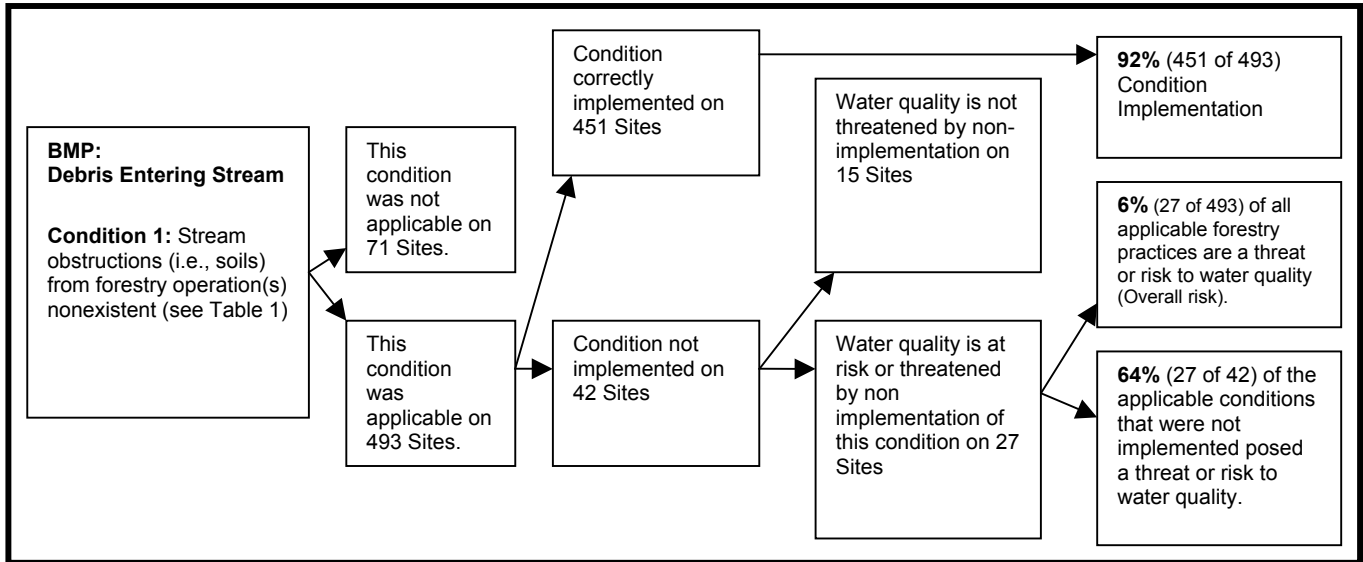 BMP:
Debris Entering Stream
Condition 1: Stream
obstructions (i.e., soils)
from forestry operation(s)
nonexistent (see Table 1)
This
condition
was not
applicable on
71 Sites.
This
condition
was
applicable on
493 Sites.
Condition
correctly
implemented on
451 Sites
Condition not
implemented on
42 Sites
Water quality is not
threatened by non-
implementation on
15 Sites
Water quality is at
risk or threatened
by non
implementation of
this condition on 27
Sites
92% (451 of 493)
Condition
Implementation
6% (27 of 493) of all
applicable forestry
practices are a threat
or risk to water quality
(Overall risk).
64% (27 of 42) of the
applicable conditions
that were not
implemented posed
a threat or risk to
water quality.